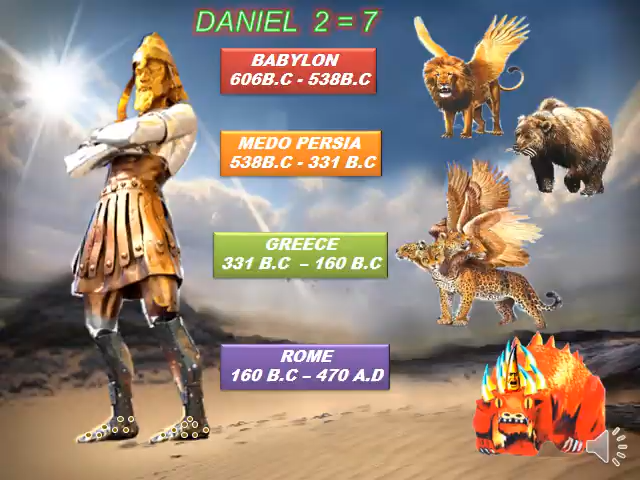 DANIEL 2 = 7
BABYLON
606B.C - 538B.C
MEDO PERSIA
538B.C - 331 B.C
GREECE
331 B.C – 160 B.C
ROME
160 B.C – 470 A.D